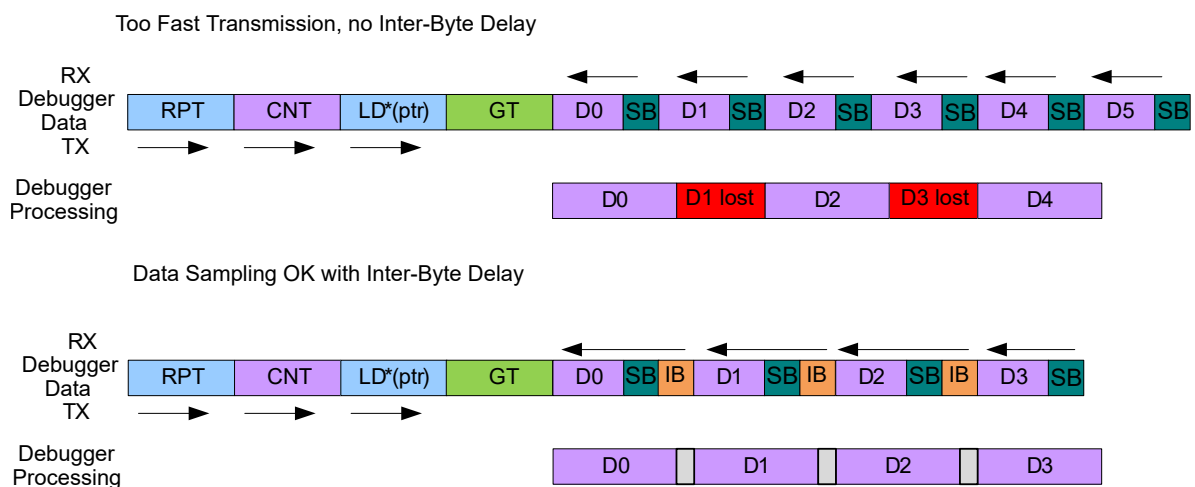 Too Fast Transmission, no Inter-Byte Delay
RX
Debugger
Data
TX
RPT CNT LD*(ptr) GT D0 SB D1 SB D2 SB D3 SB D4 SB D5 SB
Debugger
Processing
D0 D1 lost D2 D3 lost D4
Data Sampling OK with Inter-Byte Delay
RX
Debugger
Data
TX
RPT CNT LD*(ptr) GT D0 SB IB D1 SB IB D2 SB IB D3 SB
Debugger
Processing
D0 D1 D2 D3